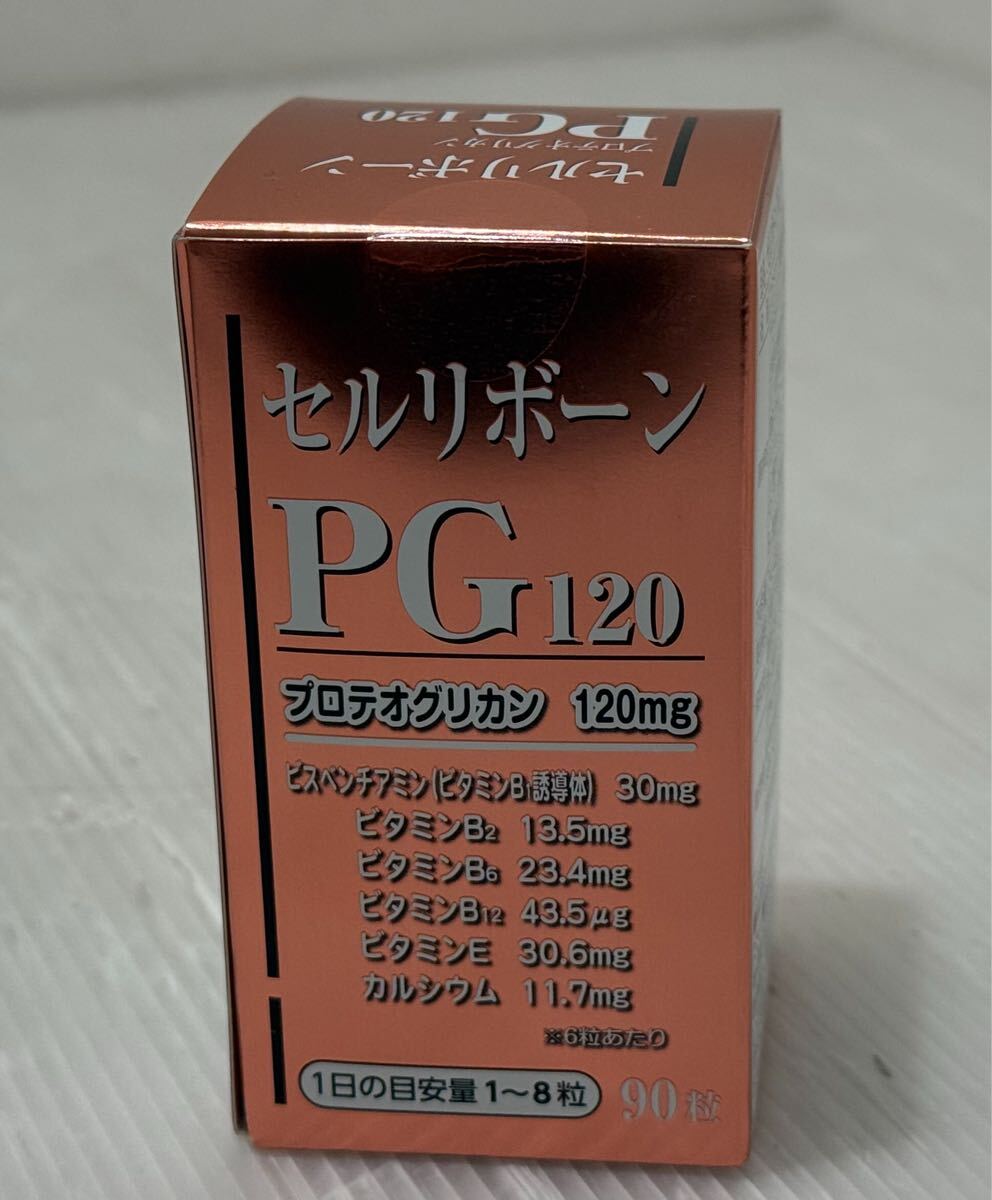 セルリボーン
プロテオグリカン
PG120
セルリボーン
PG120
プロテオグリカン 120mg
ビスベンチアミン(ビタミンB1誘導体) 30mg
ビタミンB2 13.5mg
ビタミンB6 23.4mg
ビタミンB12 43.5μg
ビタミンE 30.6mg
カルシウム 11.7mg
※6粒あたり
1日の目安量1～8粒
90粒